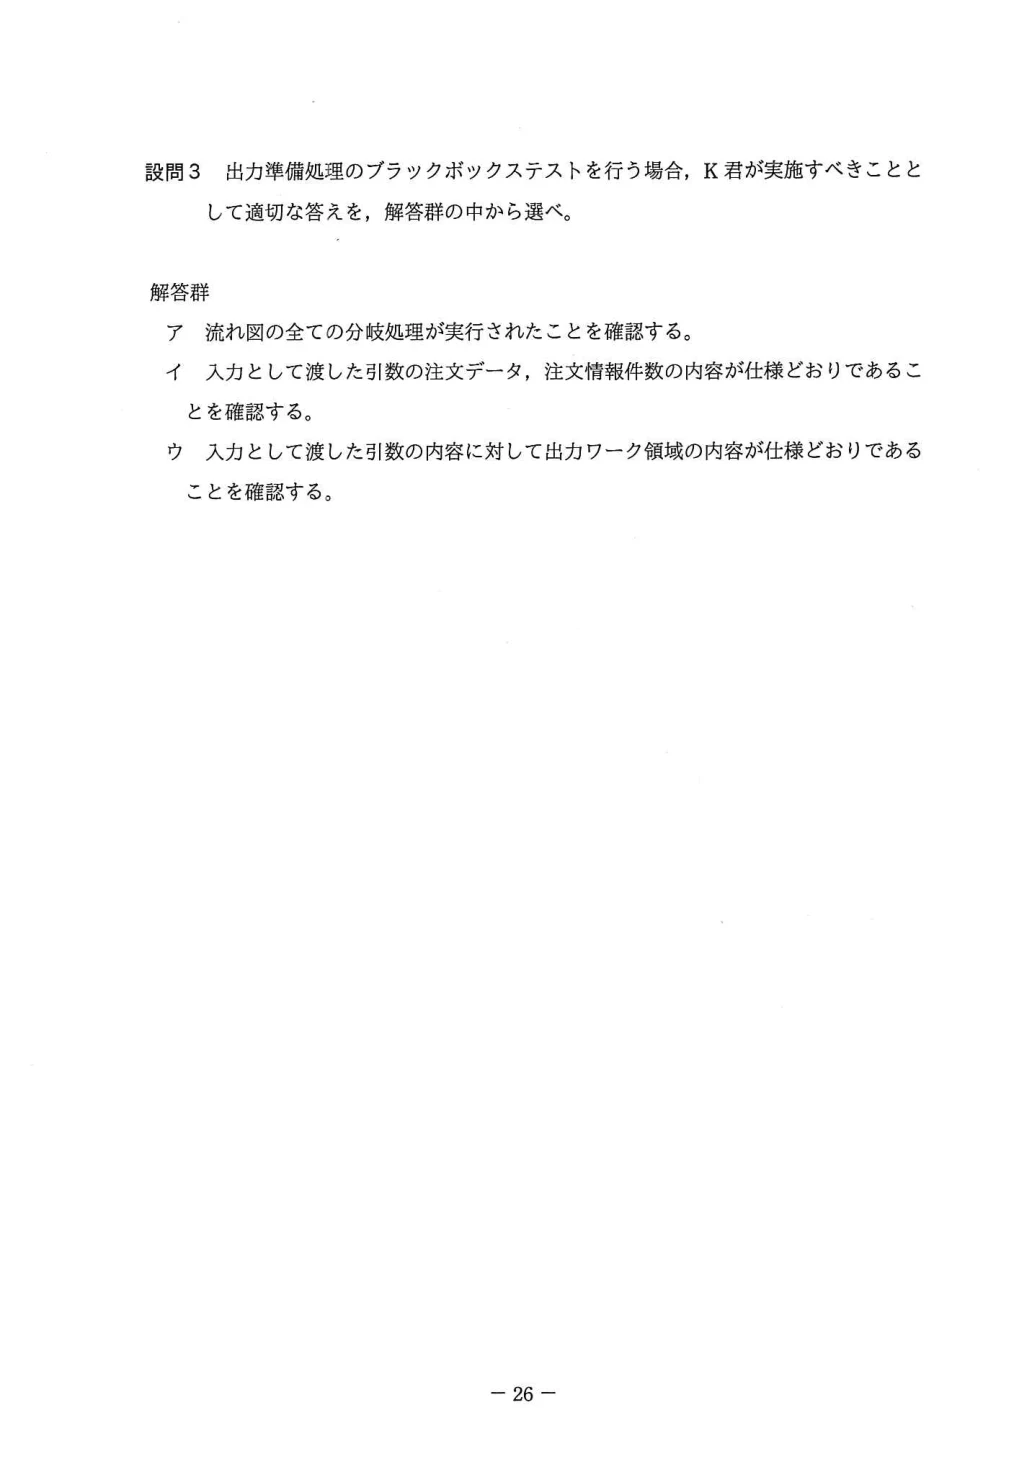 設問3　出力準備処理のブラックボックステストを行う場合，K 君が実施すべきことと
して適切な答えを，解答群の中から選べ。
解答群
ア　流れ図の全ての分岐処理が実行されたことを確認する。
イ　入力として渡した引数の注文データ，注文情報件数の内容が仕様どおりであるこ
とを確認する。
ウ　入力として渡した引数の内容に対して出力ワーク領域の内容が仕様どおりである
ことを確認する。
－ 26 －